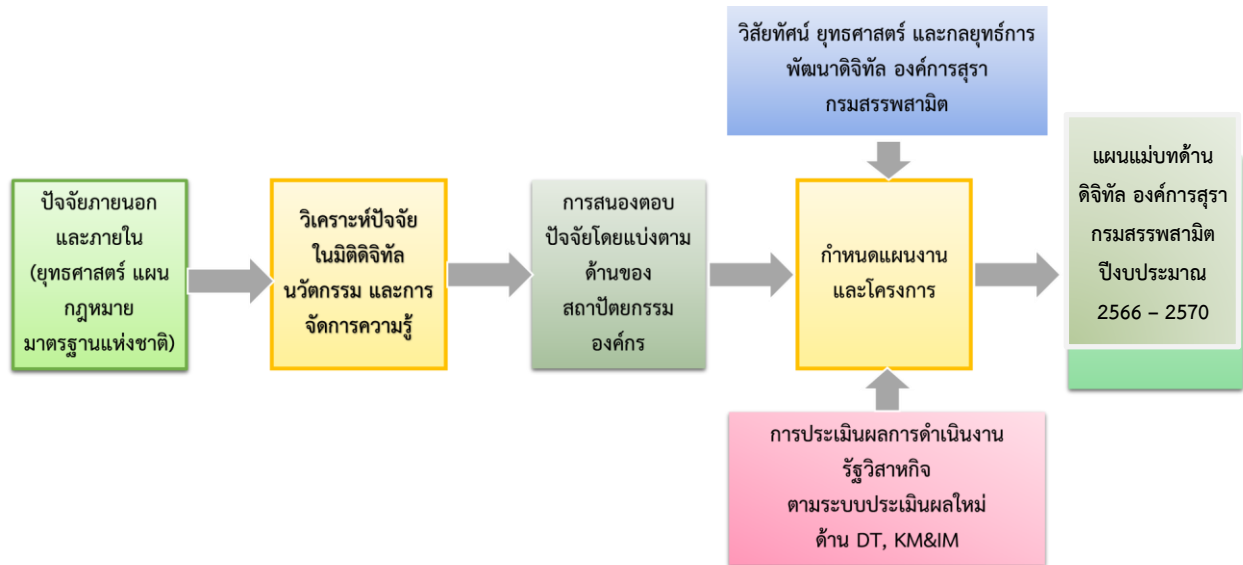 วิสัยทัศน์ ยุทธศาสตร์ และกลยุทธ์การ
พัฒนาดิจิทัล องค์การสุรา
กรมสรรพสามิต
ปัจจัยภายนอก
และภายใน
(ยุทธศาสตร์ แผน
กฎหมาย
มาตรฐานแห่งชาติ)
วิเคราะห์ปัจจัย
ในมิติดิจิทัล
นวัตกรรม และการ
จัดการความรู้
การสนองตอบ
ปัจจัยโดยแบ่งตาม
ด้านของ
สถาปัตยกรรม
องค์กร
กำหนดแผนงาน
และโครงการ
แผนแม่บทด้าน
ดิจิทัล องค์การสุรา
กรมสรรพสามิต
ปีงบประมาณ
2566 – 2570
การประเมินผลการดำเนินงาน
รัฐวิสาหกิจ
ตามระบบประเมินผลใหม่
ด้าน DT, KM&IM